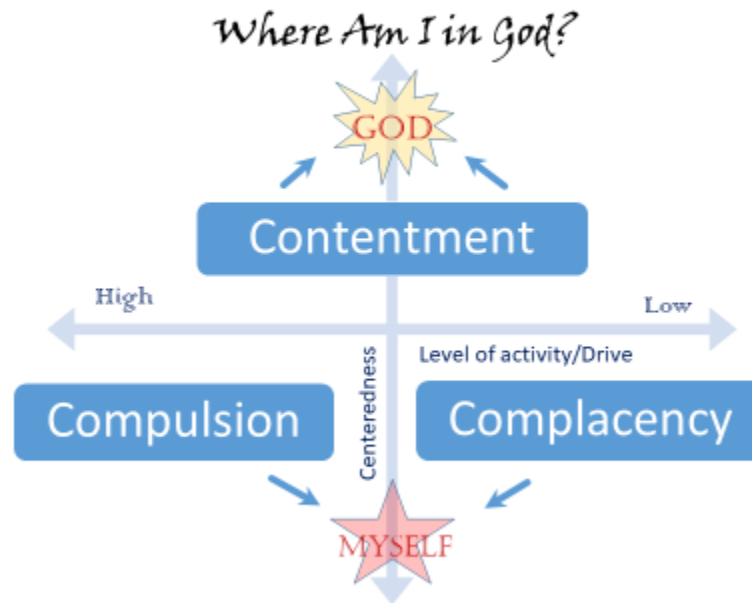 Where Am I in God?
GOD
Contentment
High
Low
Level of activity/Drive
Centeredness
Compulsion
Complacency
MYSELF